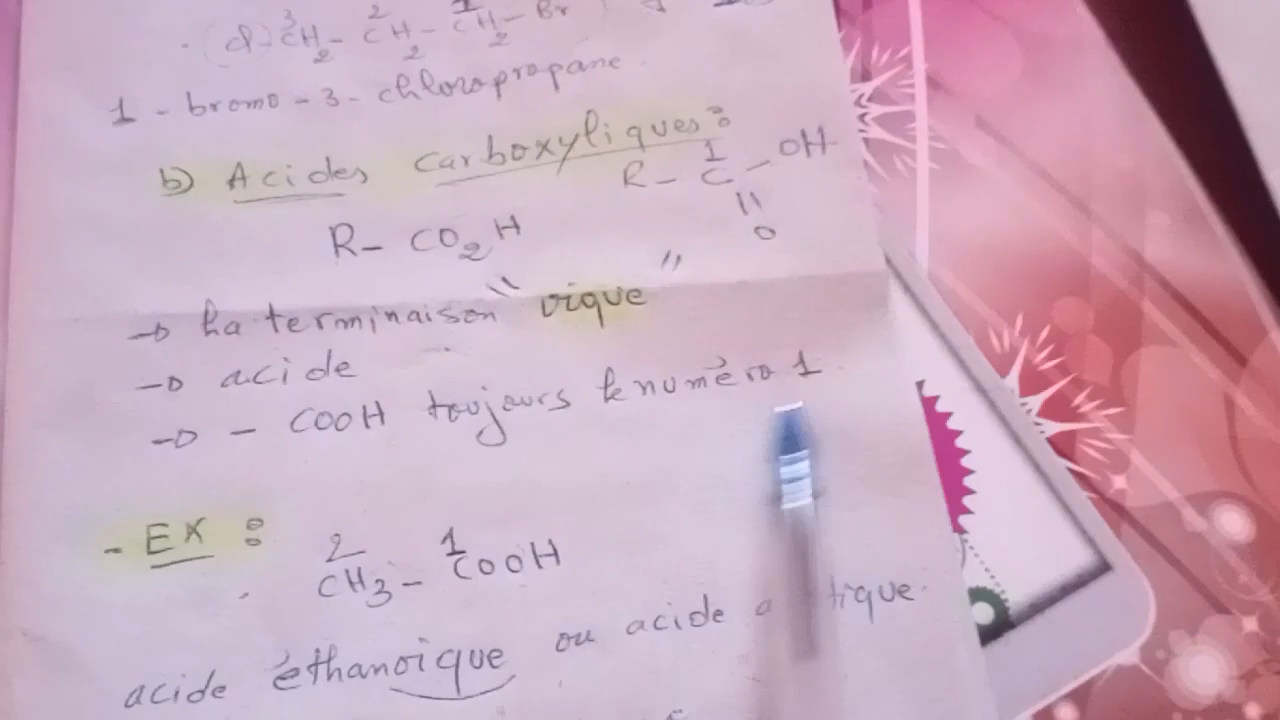 Cl-³CH₂-²CH₂-¹CH₂-Br
1-bromo-3-chloropropane.
b) Acides carboxyliques:
R-¹C-OH
||
O
R-CO₂H
→ La terminaison "oïque"
→ acide
→ -COOH toujours le numéro 1.
- EX :
²CH₃-¹COOH
acide éthanoïque ou acide